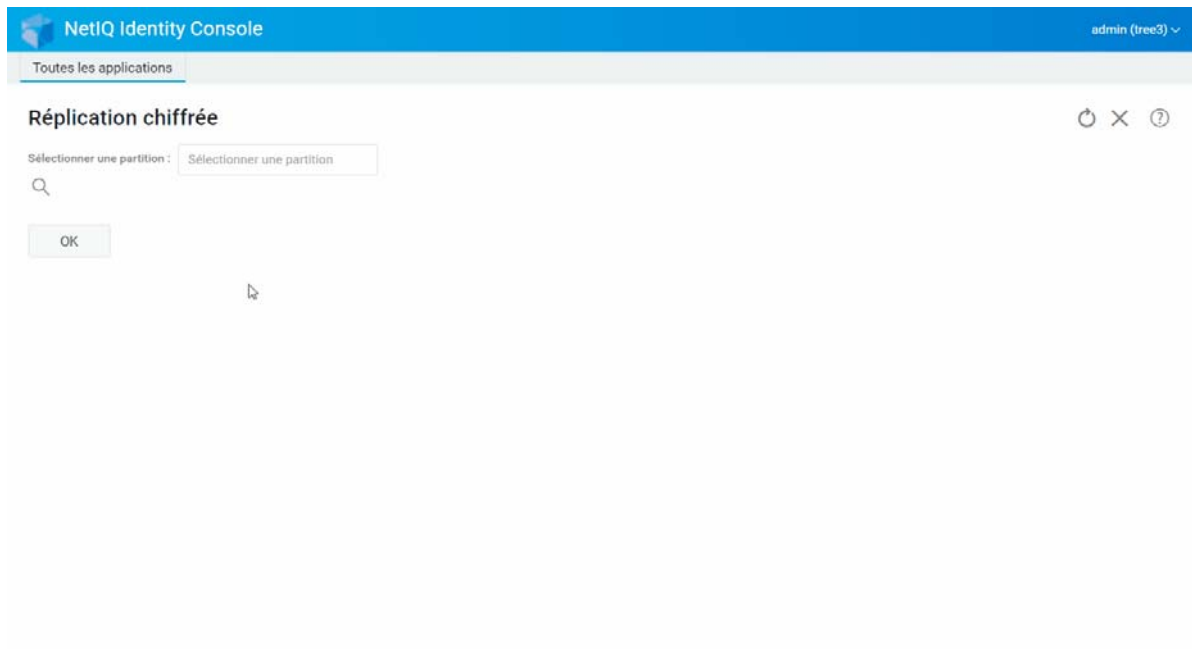 NetIQ Identity Console
admin (tree3)
Toutes les applications
Réplication chiffrée
Sélectionner une partition : Sélectionner une partition
OK